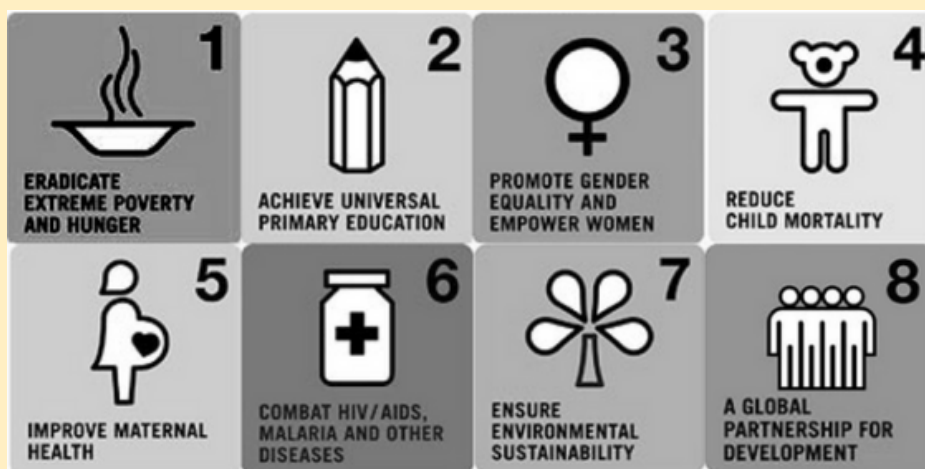 1
ERADICATE
EXTREME POVERTY
AND HUNGER
2
ACHIEVE UNIVERSAL
PRIMARY EDUCATION
3
PROMOTE GENDER
EQUALITY AND
EMPOWER WOMEN
4
REDUCE
CHILD MORTALITY
5
IMPROVE MATERNAL
HEALTH
6
COMBAT HIV/AIDS,
MALARIA AND OTHER
DISEASES
7
ENSURE
ENVIRONMENTAL
SUSTAINABILITY
8
A GLOBAL
PARTNERSHIP FOR
DEVELOPMENT